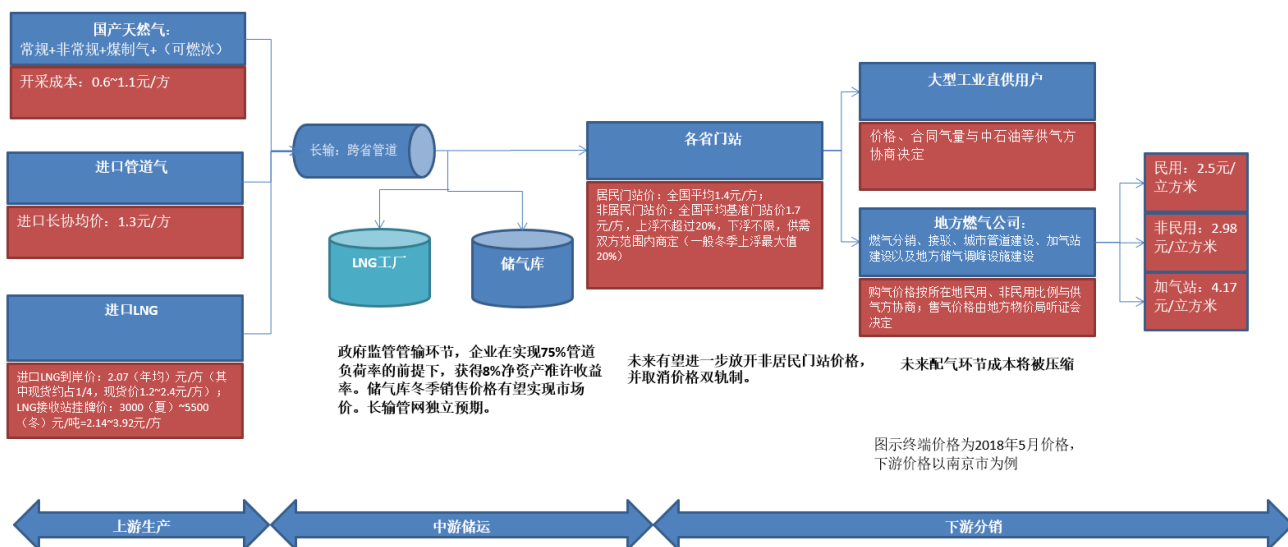 国产天然气：
常规+非常规+煤制气+（可燃冰）
开采成本：0.6~1.1元/方
进口管道气
进口长协均价：1.3元/方
进口LNG
进口LNG到岸价：2.07（年均）元/方（其
中现货约占1/4，现货价1.2~2.4元/方）；
LNG接收站挂牌价：3000（夏）~5500
（冬）元/吨=2.14~3.92元/方
长输：跨省管道
LNG工厂
储气库
政府监管管输环节，企业在实现75%管道
负荷率的前提下，获得8%净资产准许收益
率。储气库冬季销售价格有望实现市场
价。长输管网独立预期。
各省门站
居民门站价：全国平均1.4元/方；
非居民门站价：全国平均基准门站价1.7
元/方，上浮不超过20%，下浮不限，供需
双方范围内商定（一般冬季上浮最大值
20%）
未来有望进一步放开非居民门站价格，
并取消价格双轨制。
大型工业直供用户
价格、合同气量与中石油等供气方
协商决定
地方燃气公司：
燃气分销、接驳、城市管道建设、加气站
建设以及地方储气调峰设施建设
购气价格按所在地民用、非民用比例与供
气方协商；售气价格由地方物价局听证会
决定
民用：2.5元/
立方米
非民用：2.98
元/立方米
加气站：4.17
元/立方米
未来配气环节成本将被压缩
图示终端价格为2018年5月价格，
下游价格以南京市为例
上游生产
中游储运
下游分销